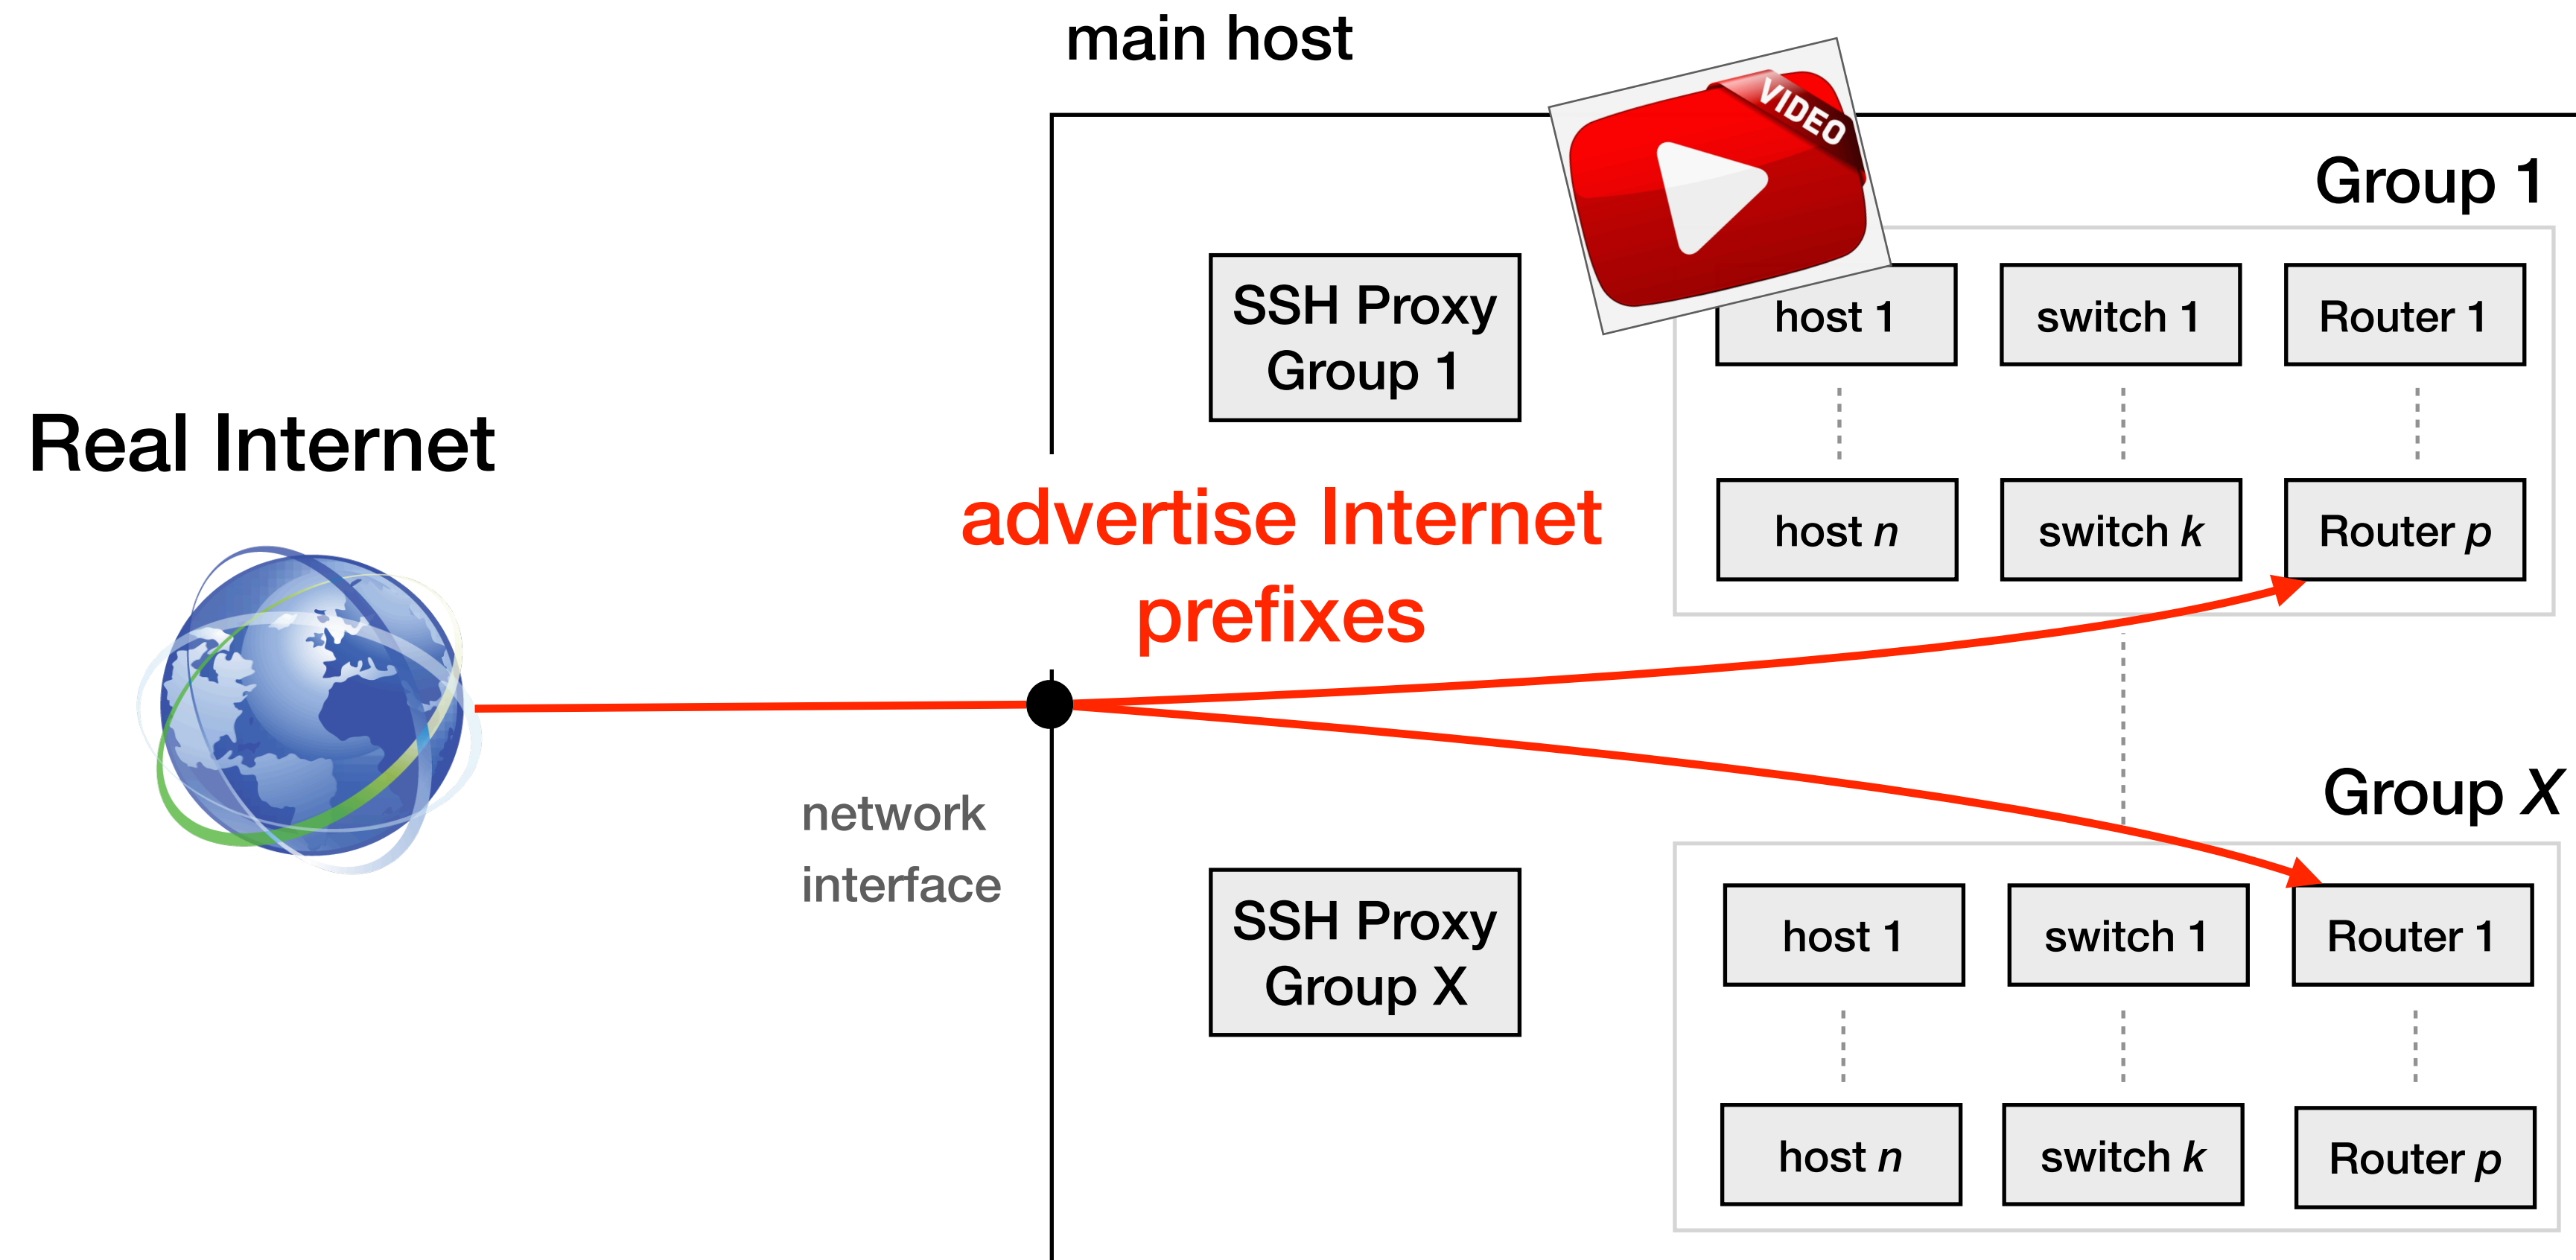 main host
VIDEO
Group 1
SSH Proxy
Group 1
host 1
switch 1
Router 1
host n
switch k
Router p
Real Internet
advertise Internet
prefixes
network
interface
Group X
SSH Proxy
Group X
host 1
switch 1
Router 1
host n
switch k
Router p